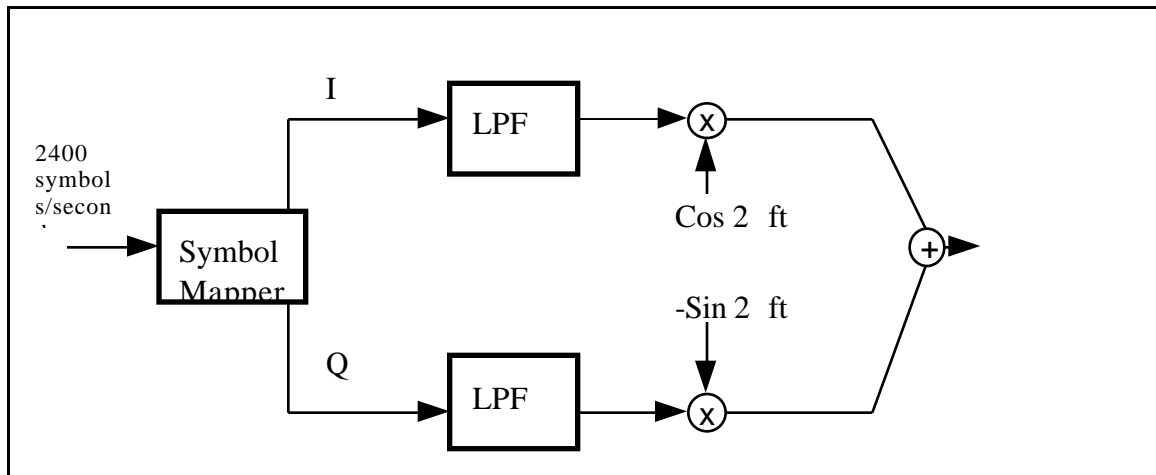 I
LPF
x
2400
symbol
s/secon
Cos 2 ft
Symbol
Mapper
+
-Sin 2 ft
Q
LPF
x